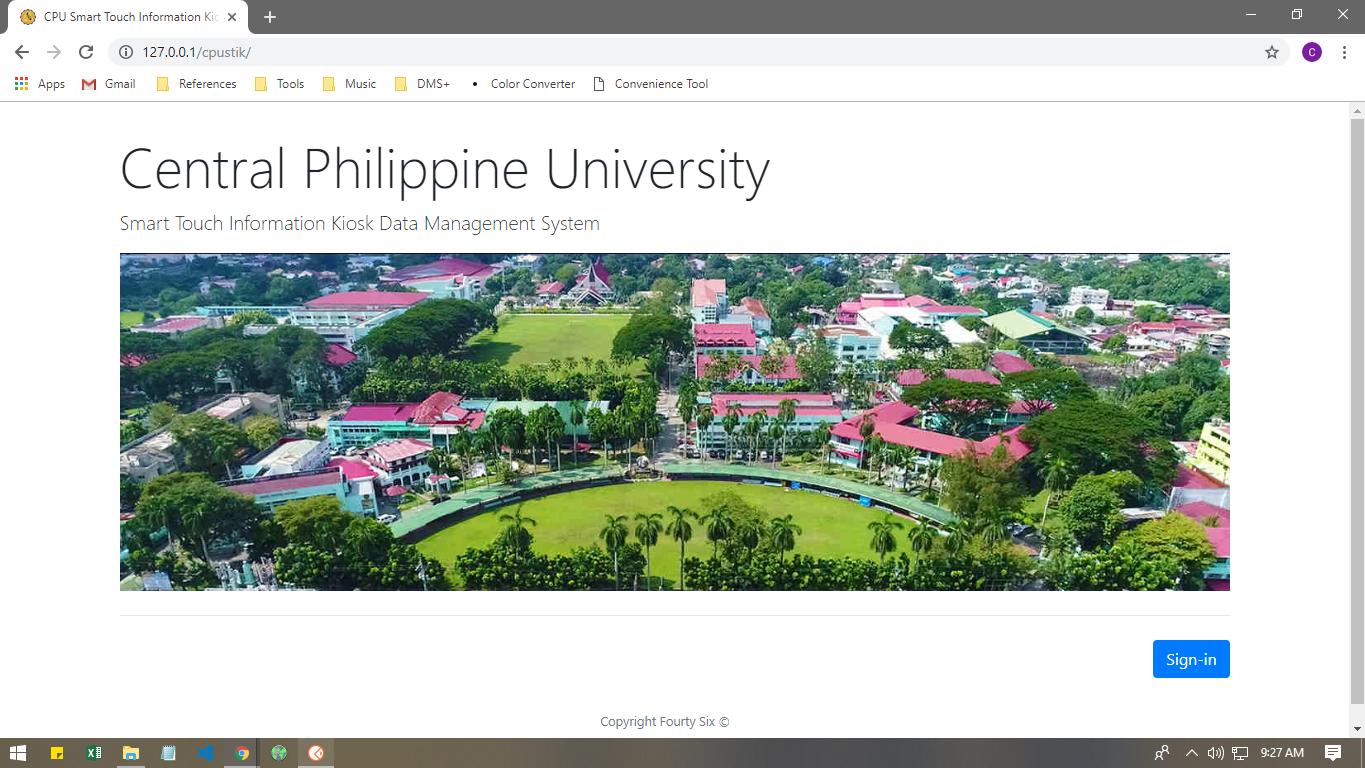 CPU Smart Touch Information Kic
127.0.0.1/cpustik/
C
Apps
Gmail
References
Tools
Music
DMS+
Color Converter
Convenience Tool
Central Philippine University
Smart Touch Information Kiosk Data Management System
Sign-in
Copyright Fourty Six ©
9:27 AM